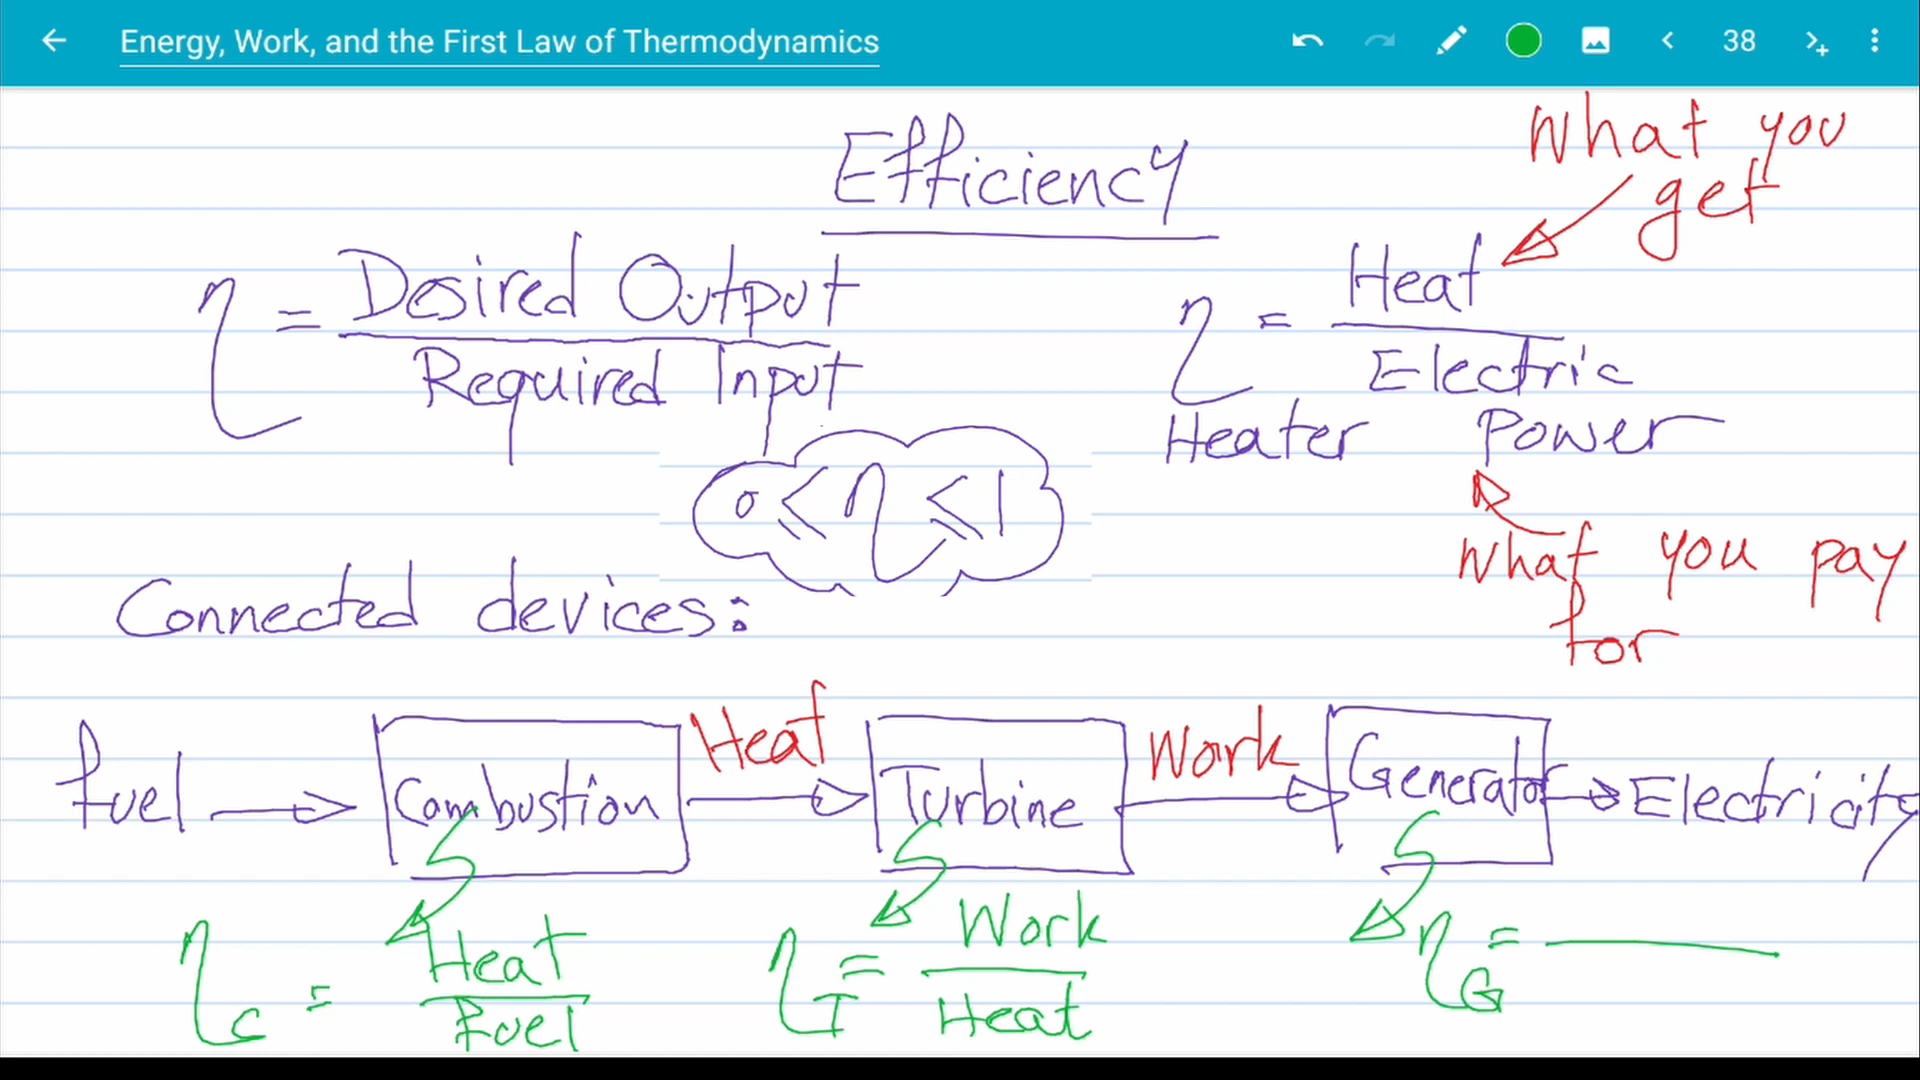 Energy, Work, and the First Law of Thermodynamics
38
Efficiency
What you
get
η = Desired Output
Required Input
η = Heat
Heater
Electric
Power
0 ≤ η ≤ 1
What you pay
for
Connected devices:
fuel
Combustion
Heat
Turbine
Work
Generator
Electricity
ηC = Heat
Fuel
ηT = Work
Heat
ηG =